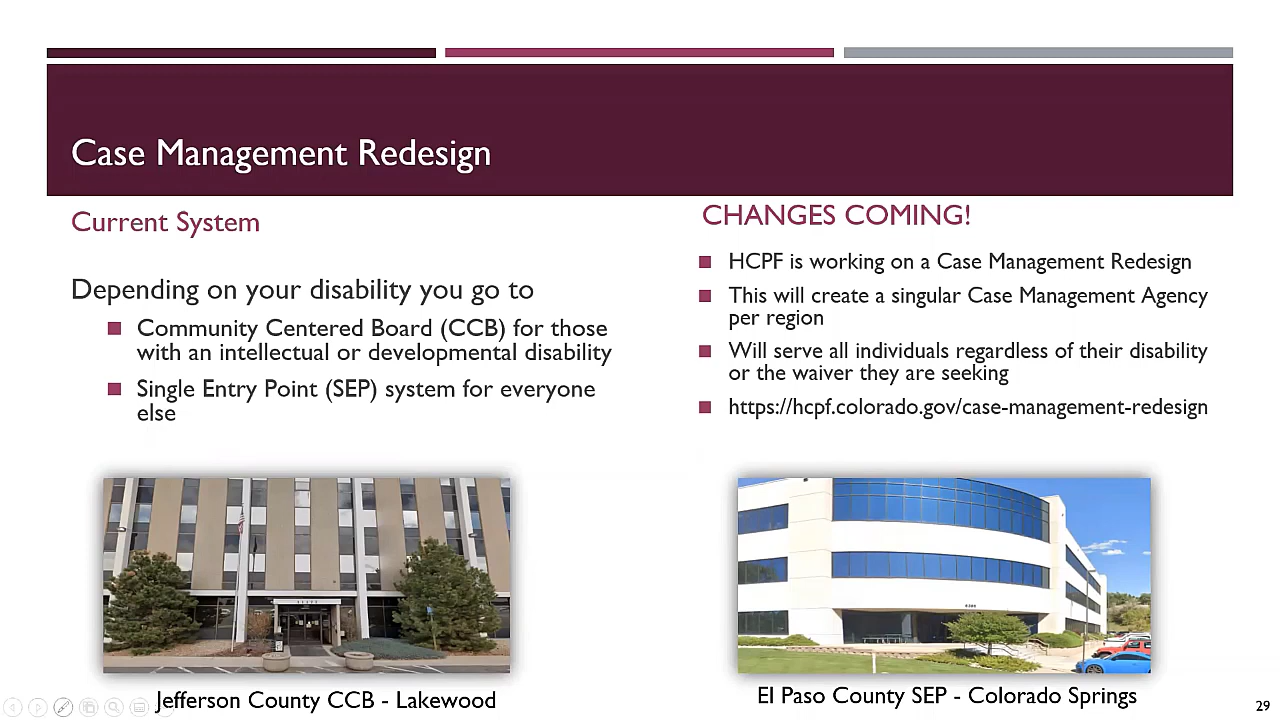 Case Management Redesign
Current System
Depending on your disability you go to
Community Centered Board (CCB) for those
with an intellectual or developmental disability
Single Entry Point (SEP) system for everyone
else
CHANGES COMING!
HCPF is working on a Case Management Redesign
This will create a singular Case Management Agency
per region
Will serve all individuals regardless of their disability
or the waiver they are seeking
https://hcpf.colorado.gov/case-management-redesign
Jefferson County CCB - Lakewood
El Paso County SEP - Colorado Springs
29